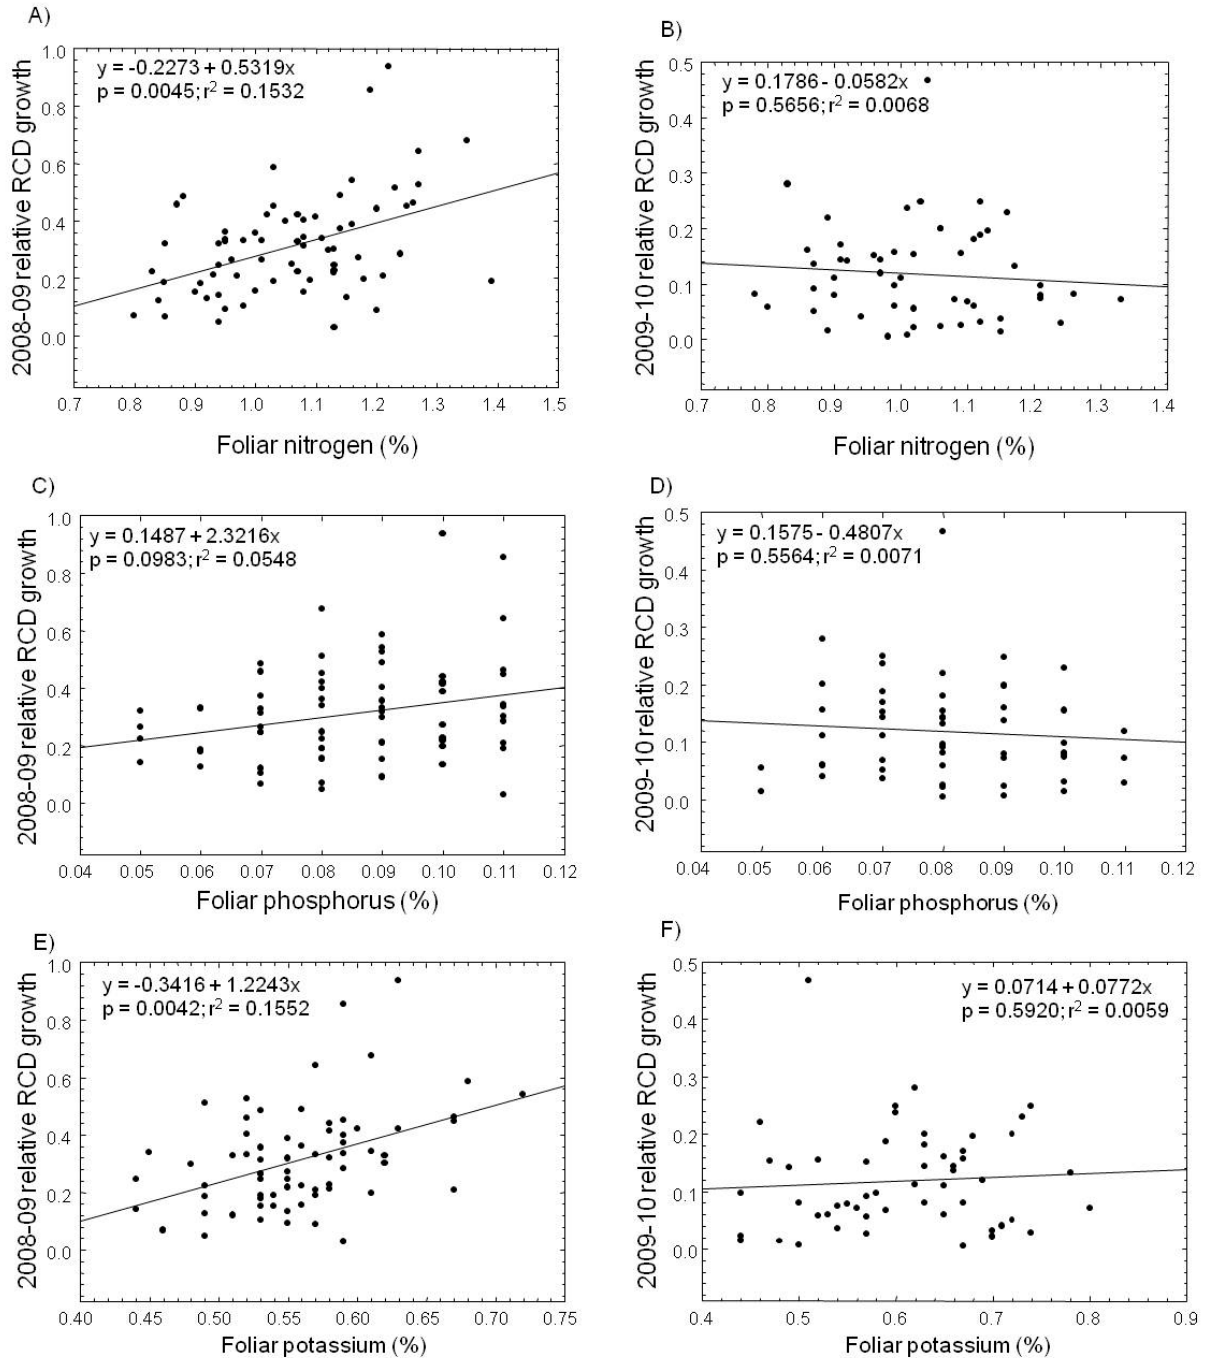 A)
1.0
0.8
0.6
0.4
0.2
0.0
2008-09 relative RCD growth
y = -0.2273 + 0.5319x
p = 0.0045; r² = 0.1532
0.7 0.8 0.9 1.0 1.1 1.2 1.3 1.4 1.5
Foliar nitrogen (%)
B)
0.5
0.4
0.3
0.2
0.1
0.0
2009-10 relative RCD growth
y = 0.1786 - 0.0582x
p = 0.5656; r² = 0.0068
0.7 0.8 0.9 1.0 1.1 1.2 1.3 1.4
Foliar nitrogen (%)
C)
1.0
0.8
0.6
0.4
0.2
0.0
2008-09 relative RCD growth
y = 0.1487 + 2.3216x
p = 0.0983; r² = 0.0548
0.04 0.05 0.06 0.07 0.08 0.09 0.10 0.11 0.12
Foliar phosphorus (%)
D)
0.5
0.4
0.3
0.2
0.1
0.0
2009-10 relative RCD growth
y = 0.1575 - 0.4807x
p = 0.5564; r² = 0.0071
0.04 0.05 0.06 0.07 0.08 0.09 0.10 0.11 0.12
Foliar phosphorus (%)
E)
1.0
0.8
0.6
0.4
0.2
0.0
2008-09 relative RCD growth
y = -0.3416 + 1.2243x
p = 0.0042; r² = 0.1552
0.40 0.45 0.50 0.55 0.60 0.65 0.70 0.75
Foliar potassium (%)
F)
0.5
0.4
0.3
0.2
0.1
0.0
2009-10 relative RCD growth
y = 0.0714 + 0.0772x
p = 0.5920; r² = 0.0059
0.4 0.5 0.6 0.7 0.8 0.9
Foliar potassium (%)